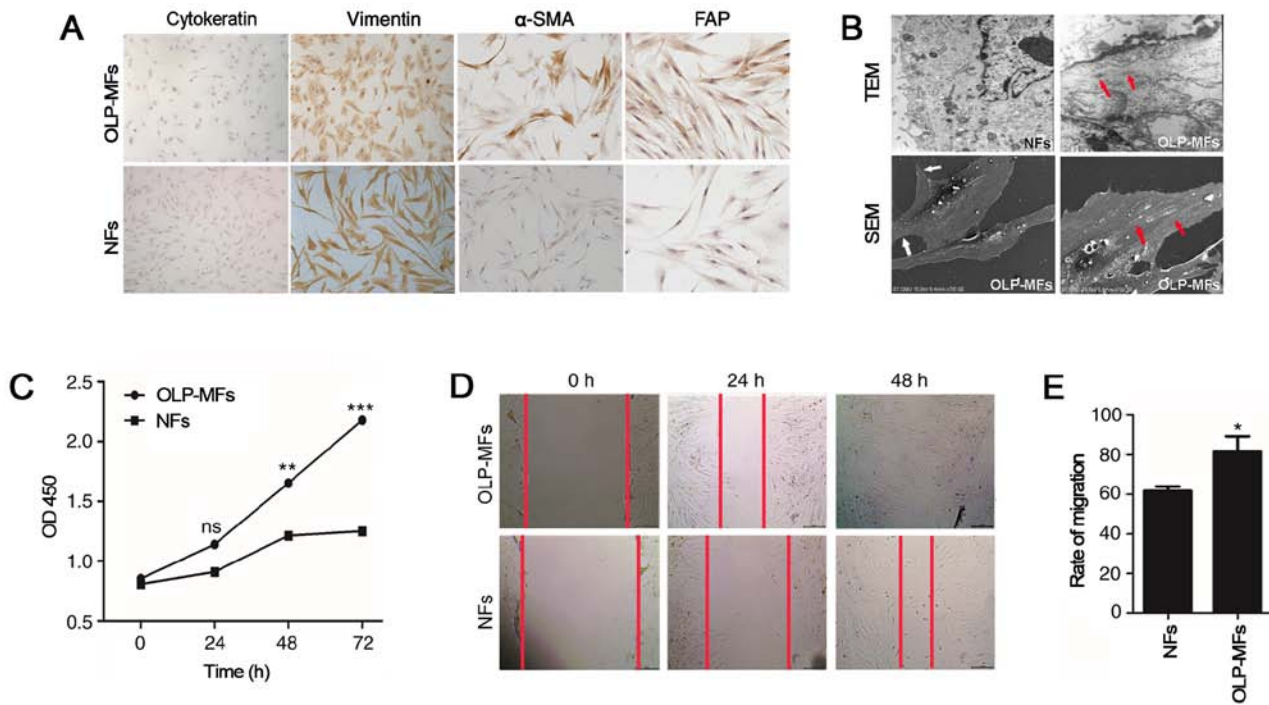 A
Cytokeratin
Vimentin
α-SMA
FAP
OLP-MFs
NFs
B
TEM
NFs
OLP-MFs
SEM
OLP-MFs
OLP-MFs
C
2.5
2.0
1.5
1.0
0.5
OD 450
OLP-MFs
NFs
ns
**
***
0
24
48
72
Time (h)
D
0 h
24 h
48 h
OLP-MFs
NFs
E
100
80
60
40
20
0
Rate of migration
*
NFs
OLP-MFs